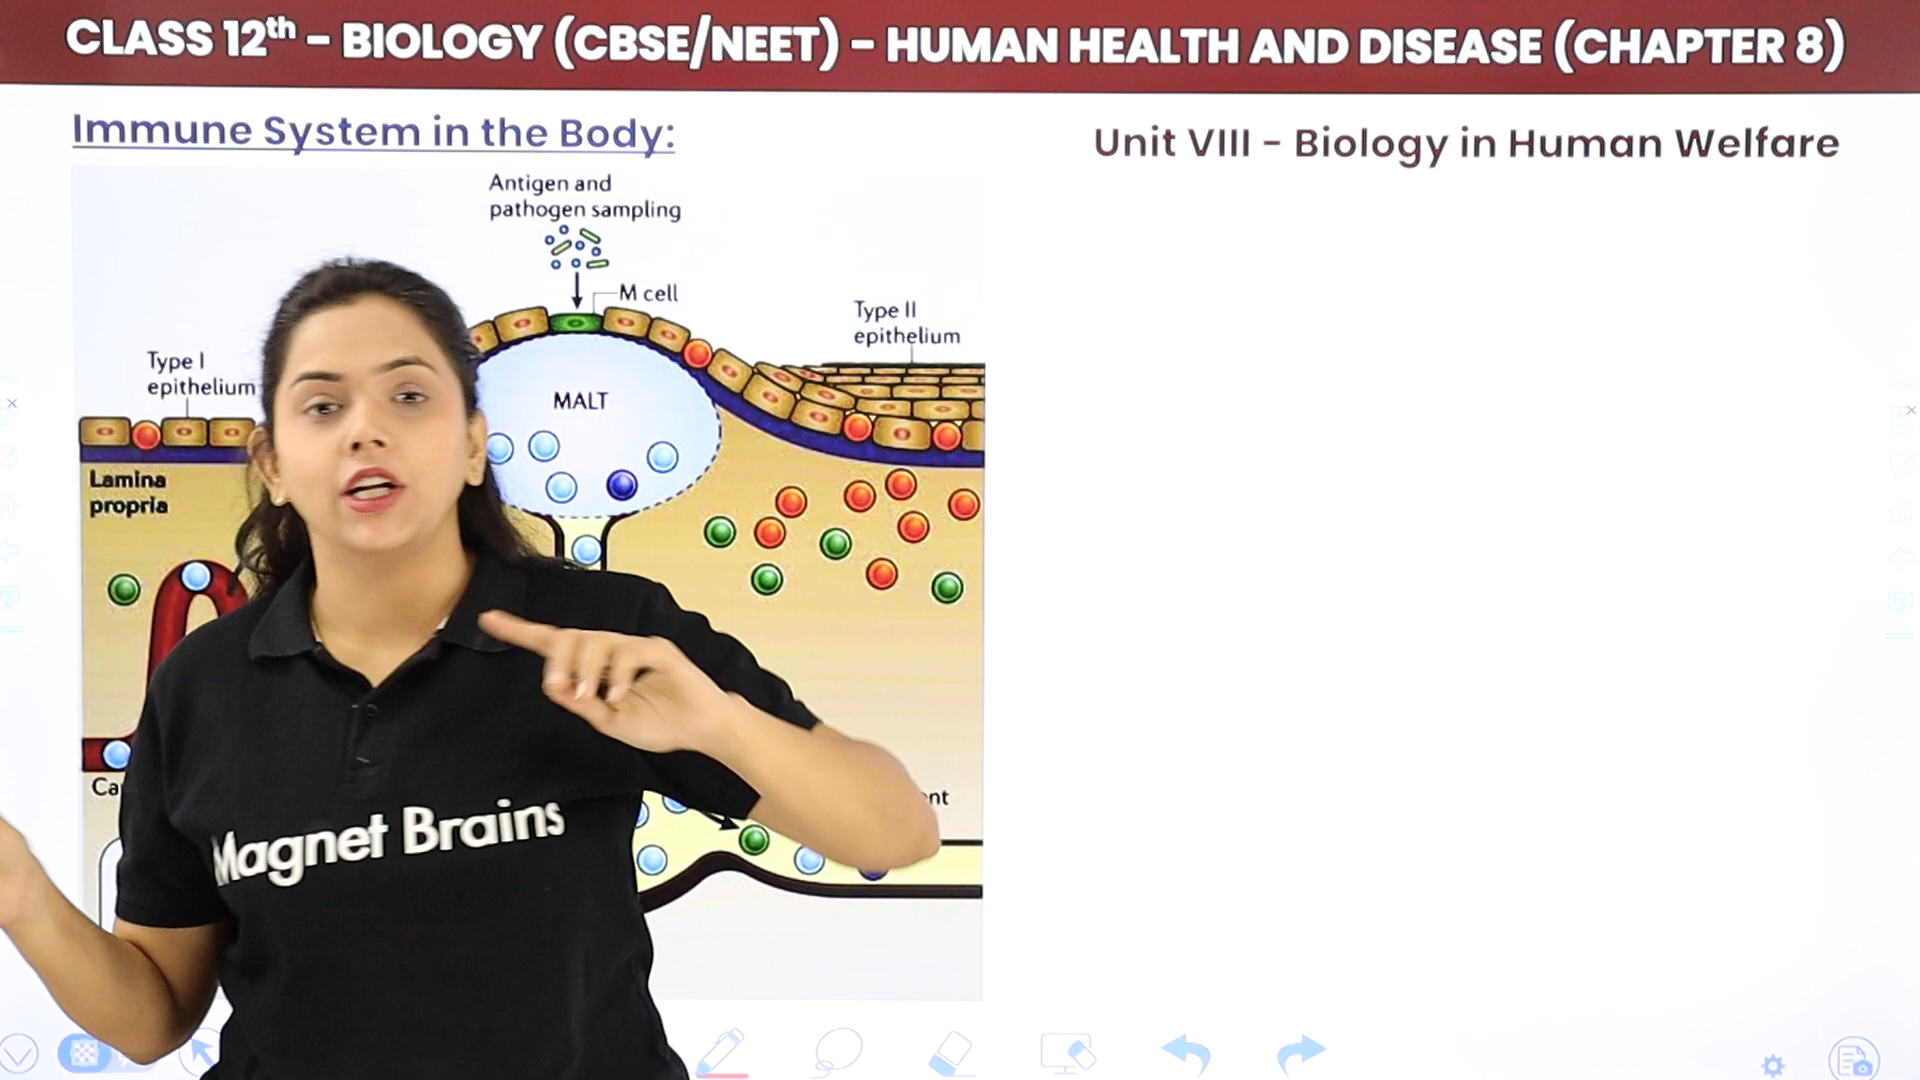 CLASS 12th - BIOLOGY (CBSE/NEET) - HUMAN HEALTH AND DISEASE (CHAPTER 8)
Immune System in the Body:
Unit VIII - Biology in Human Welfare
Antigen and
pathogen sampling
M cell
Type II
epithelium
Type I
epithelium
MALT
Lamina
propria
Magnet Brains